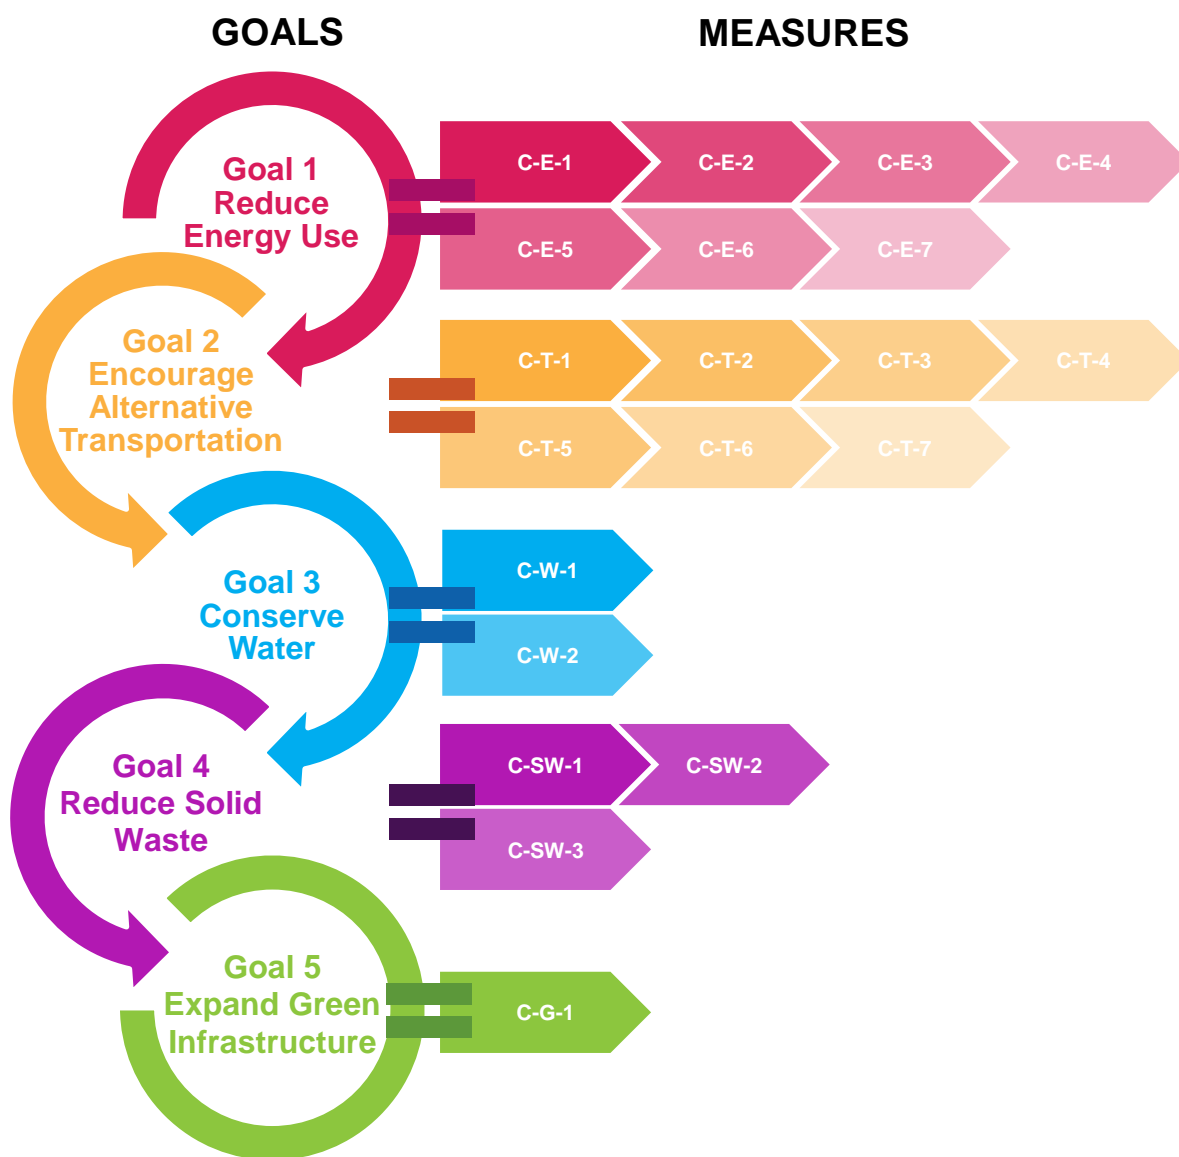 GOALS
MEASURES
Goal 1
Reduce
Energy Use
C-E-1
C-E-2
C-E-3
C-E-4
C-E-5
C-E-6
C-E-7
Goal 2
Encourage
Alternative
Transportation
C-T-1
C-T-2
C-T-3
C-T-4
C-T-5
C-T-6
C-T-7
Goal 3
Conserve
Water
C-W-1
C-W-2
Goal 4
Reduce Solid
Waste
C-SW-1
C-SW-2
C-SW-3
Goal 5
Expand Green
Infrastructure
C-G-1